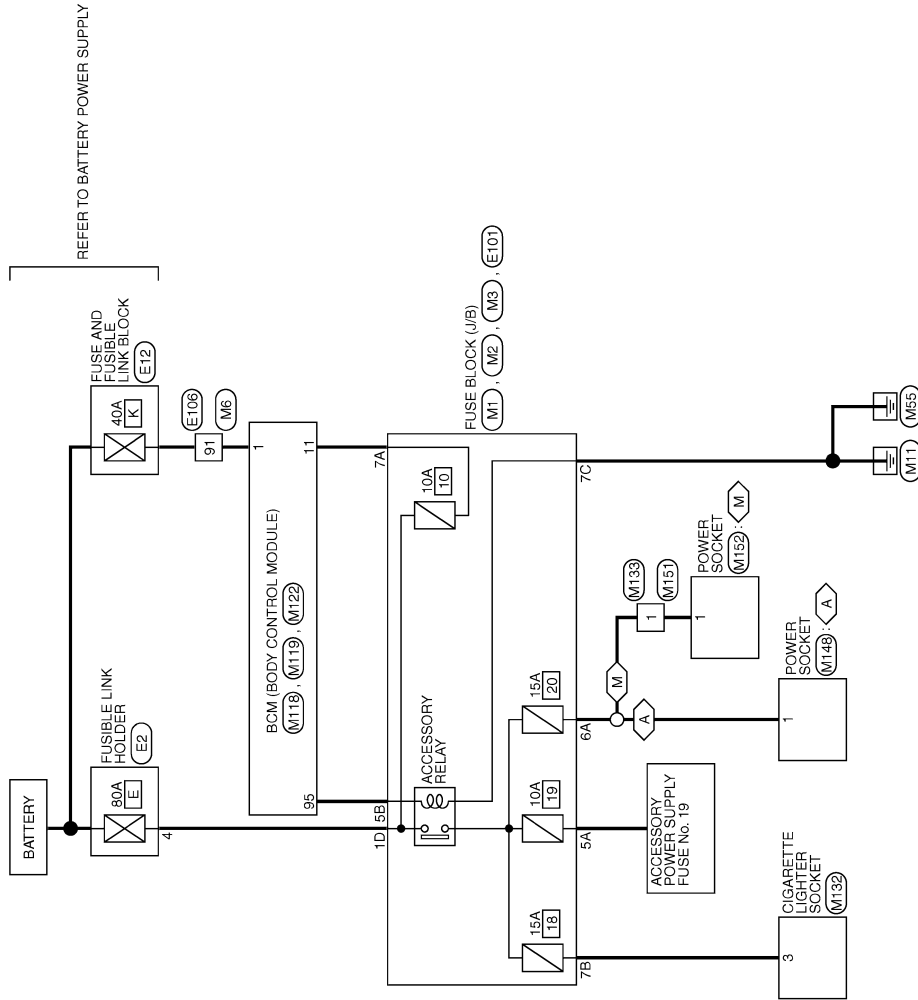 REFER TO BATTERY POWER SUPPLY
BATTERY
FUSIBLE LINK
HOLDER
E2
80A
E
4
FUSE AND
FUSIBLE
LINK BLOCK
E12
40A
K
E106
91
M6
BCM (BODY CONTROL MODULE)
M118 , M119 , M122
1
95
11
FUSE BLOCK (J/B)
M1 , M2 , M3 , E101
1D
5B
7A
ACCESSORY
RELAY
10A
10
15A
18
10A
19
15A
20
7B
5A
6A
7C
ACCESSORY
POWER SUPPLY
FUSE No. 19
M
A
M133
1
M151
CIGARETTE
LIGHTER
SOCKET
M132
3
POWER
SOCKET
M148 : A
1
POWER
SOCKET
M152 : M
1
M11
M55